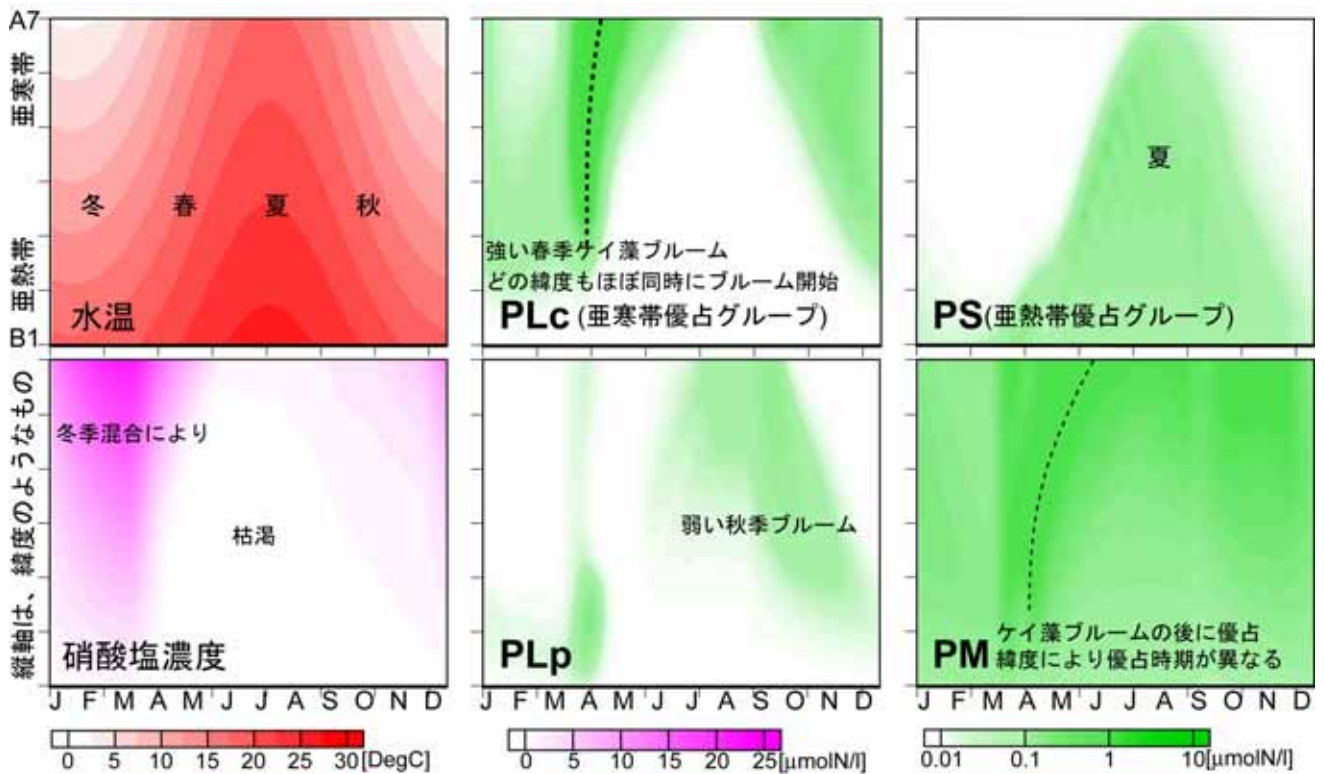 A7
亜寒帯
亜熱帯
B1
冬 春 夏 秋
水温
強い春季ケイ藻ブルーム
どの緯度もほぼ同時にブルーム開始
PLc (亜寒帯優占グループ)
夏
PS(亜熱帯優占グループ)
縦軸は、緯度のようなもの
冬季混合により
枯渇
硝酸塩濃度
弱い秋季ブルーム
PLp
ケイ藻ブルームの後に優占
PM 緯度により優占時期が異なる
J F M A M J J A S O N D
J F M A M J J A S O N D
J F M A M J J A S O N D
0 5 10 15 20 25 30[DegC]
0 5 10 15 20 25[μmolN/l]
0.01 0.1 1 10[μmolN/l]